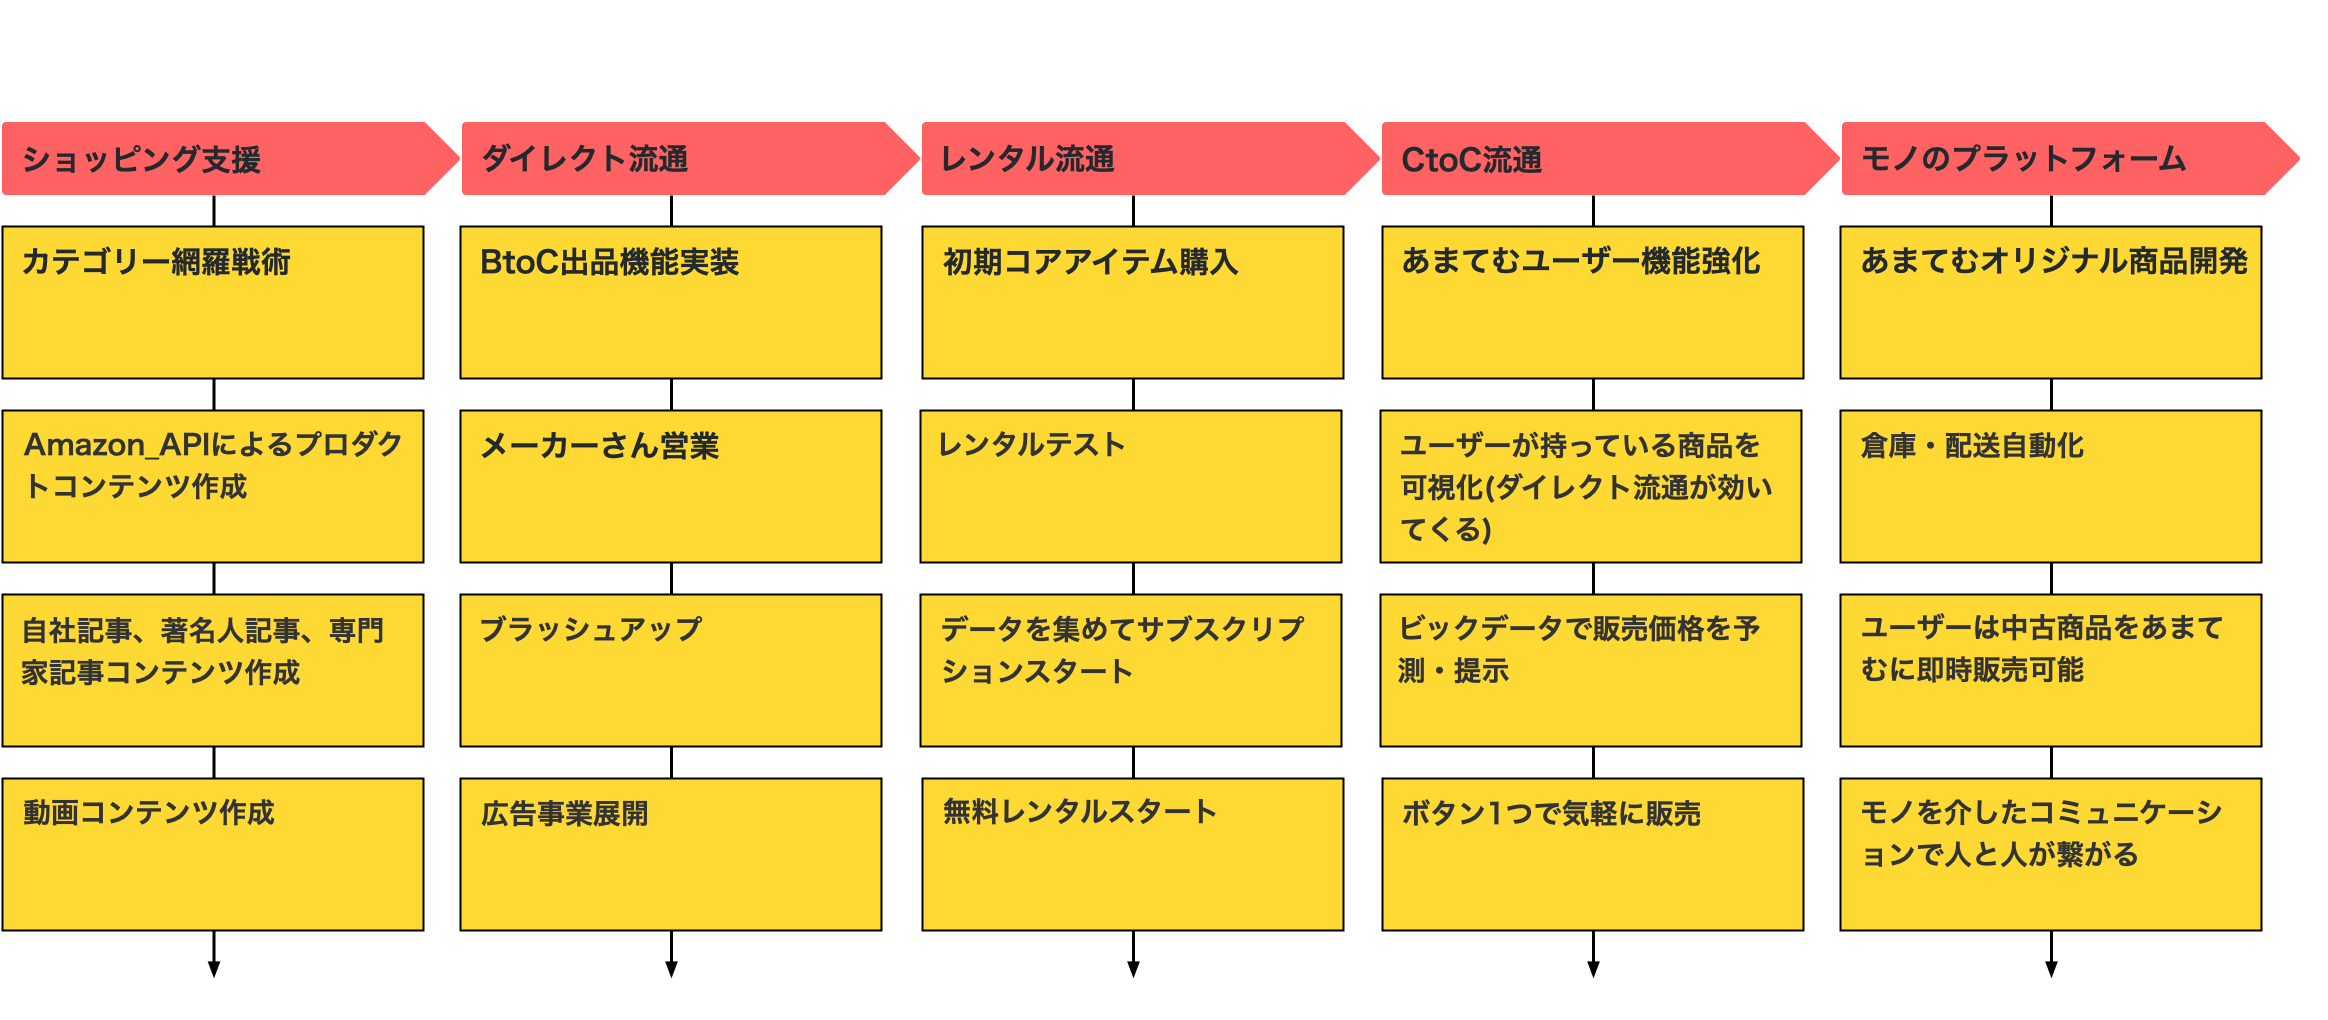 ショッピング支援
ダイレクト流通
レンタル流通
CtoC流通
モノのプラットフォーム
カテゴリー網羅戦術
BtoC出品機能実装
初期コアアイテム購入
あまてむユーザー機能強化
あまてむオリジナル商品開発
Amazon_APIによるプロダク
トコンテンツ作成
メーカーさん営業
レンタルテスト
ユーザーが持っている商品を
可視化(ダイレクト流通が効い
てくる)
倉庫・配送自動化
自社記事、著名人記事、専門
家記事コンテンツ作成
ブラッシュアップ
データを集めてサブスクリプ
ションスタート
ビックデータで販売価格を予
測・提示
ユーザーは中古商品をあまて
むに即時販売可能
動画コンテンツ作成
広告事業展開
無料レンタルスタート
ボタン1つで気軽に販売
モノを介したコミュニケーシ
ョンで人と人が繋がる